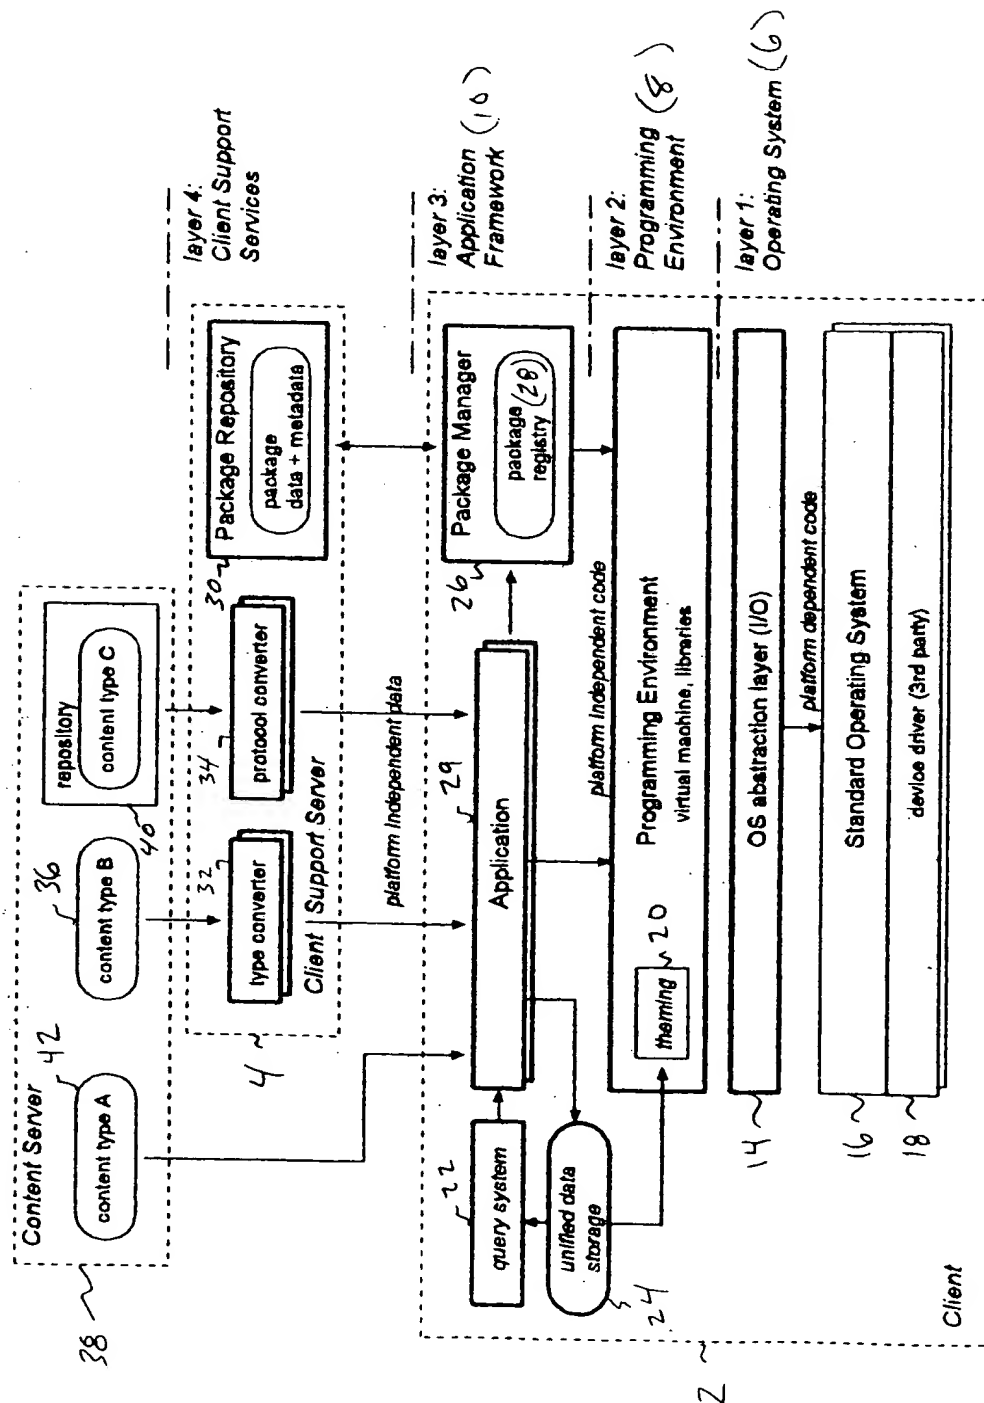 38
Content Server
content type A
42
content type B
36
repository
content type C
40
4
Client Support Server
type converter
32
protocol converter
34
Package Repository
package
data + metadata
30
layer 4:
Client Support
Services
platform independent data
2
Client
query system
22
unified data
storage
24
Application
29
Package Manager
package
registry (28)
26
layer 3:
Application (10)
Framework
platform independent code
Programming Environment
virtual machine, libraries
theming
20
layer 2:
Programming (8)
Environment
OS abstraction layer (I/O)
14
layer 1:
Operating System (6)
platform dependent code
Standard Operating System
16
device driver (3rd party)
18